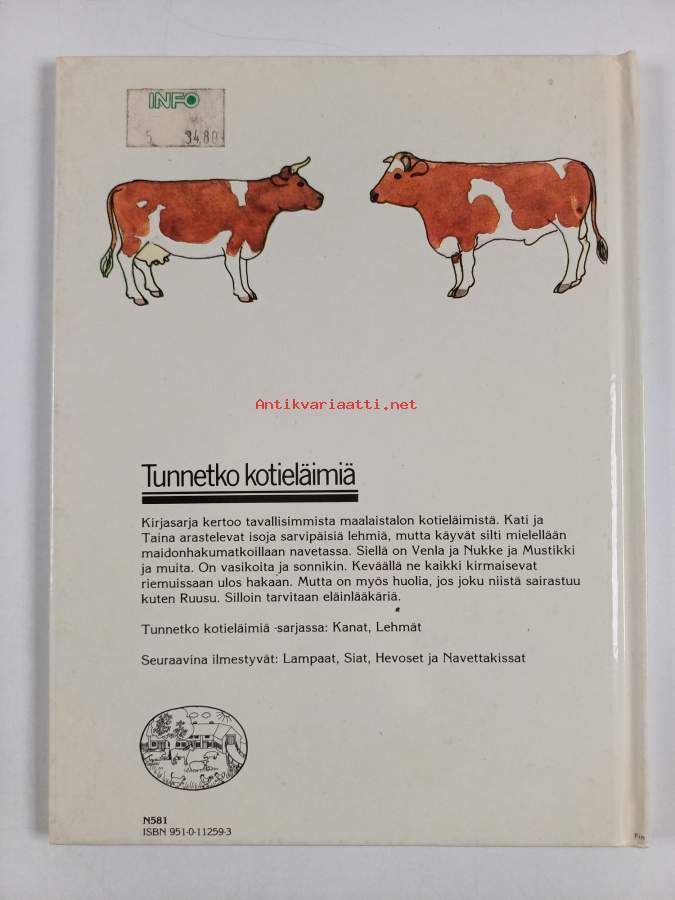 INFO
5 34.80
Antikvariaatti.net
Tunnetko kotieläimiä
Kirjasarja kertoo tavallisimmista maalaistalon kotieläimistä. Kati ja
Taina arastelevat isoja sarvipäisiä lehmiä, mutta käyvät silti mielellään
maidonhakumatkoillaan navetassa. Siellä on Venla ja Nukke ja Mustikki
ja muita. On vasikoita ja sonnikin. Keväällä ne kaikki kirmaisevat
riemuissaan ulos hakaan. Mutta on myös huolia, jos joku niistä sairastuu
kuten Ruusu. Silloin tarvitaan eläinlääkäriä.
Tunnetko kotieläimiä -sarjassa: Kanat, Lehmät
Seuraavina ilmestyvät: Lampaat, Siat, Hevoset ja Navettakissat
N581
ISBN 951-0-11259-3
Fin